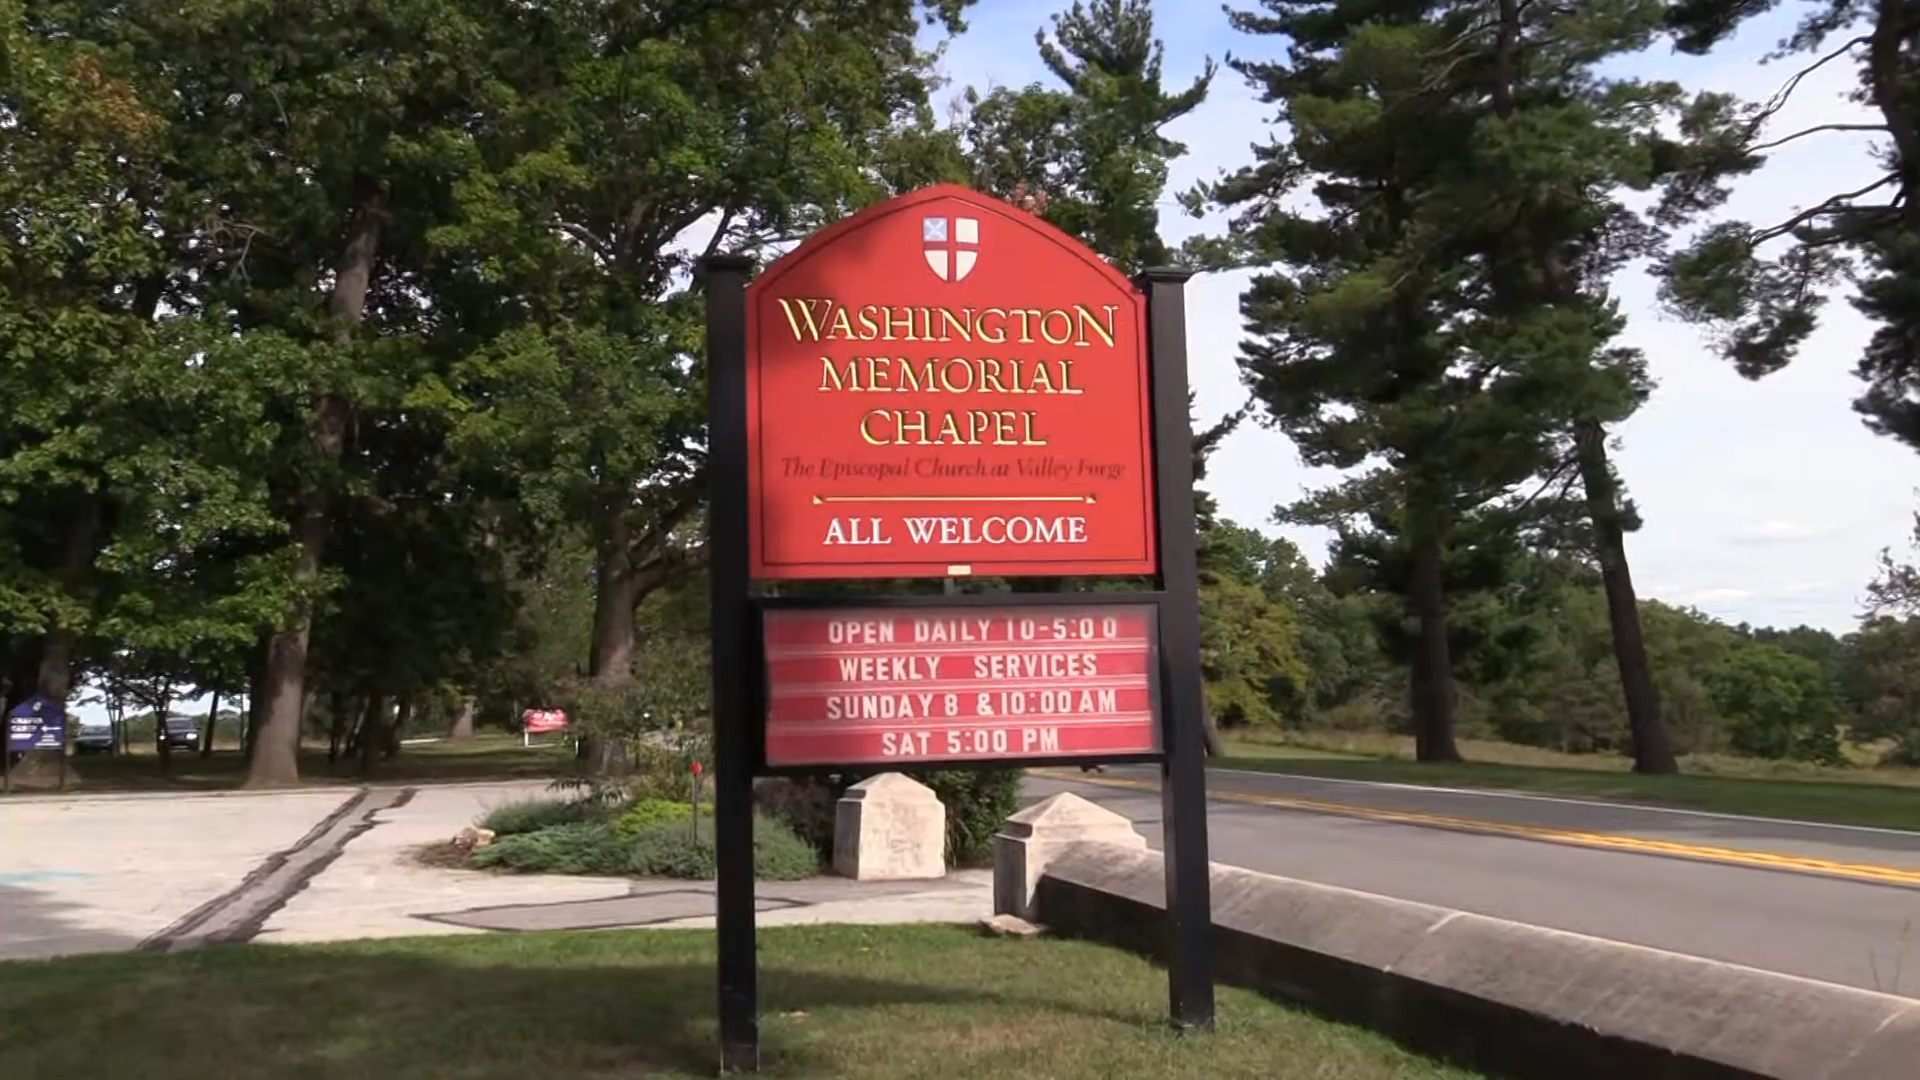 WASHINGTON
MEMORIAL
CHAPEL
The Episcopal Church at Valley Forge
ALL WELCOME
OPEN DAILY 10-5:00
WEEKLY SERVICES
SUNDAY 8 & 10:00 AM
SAT 5:00 PM